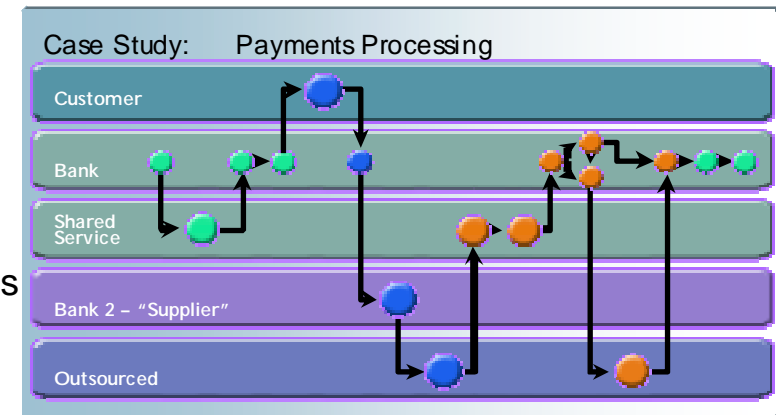 Case Study: Payments Processing
Customer
Bank
Shared
Service
s
Bank 2 – “Supplier”
Outsourced